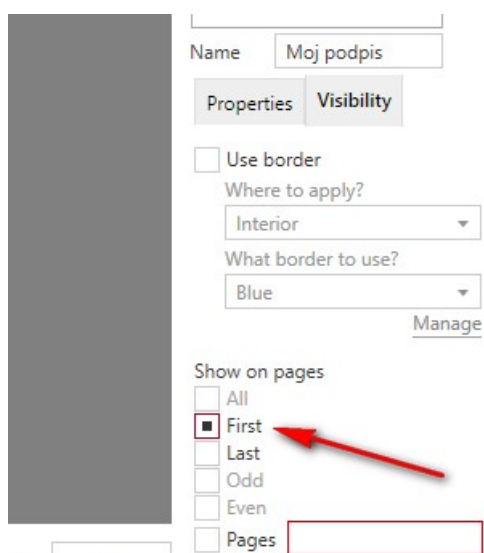 Name Moj podpis
Properties Visibility
Use border
Where to apply?
Interior
What border to use?
Blue
Manage
Show on pages
All
First
Last
Odd
Even
Pages